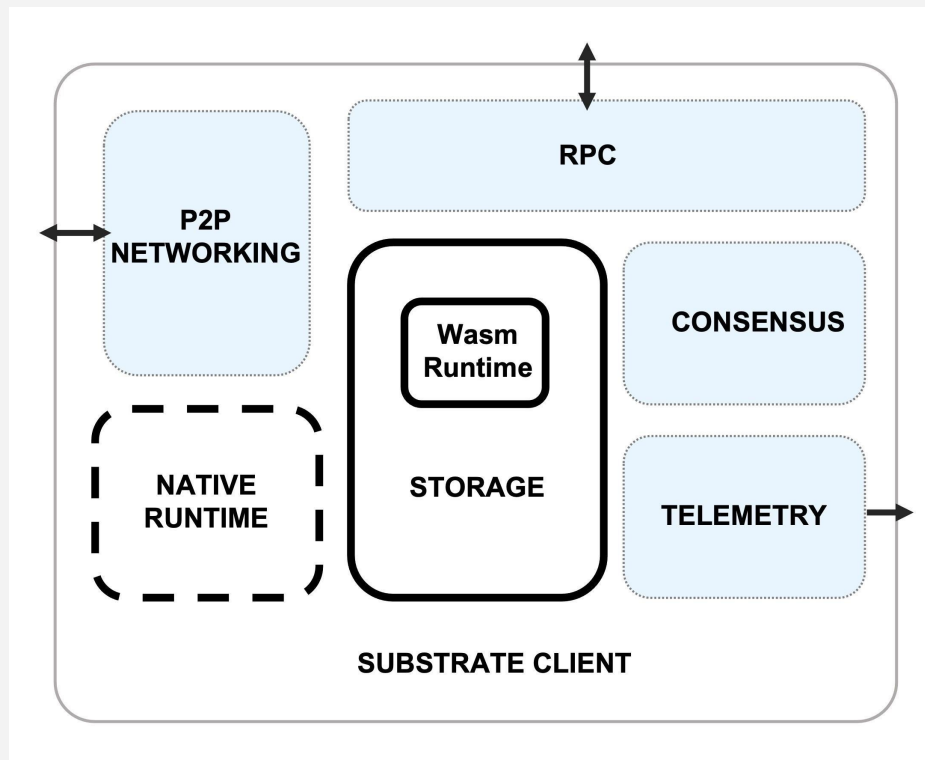 RPC
P2P
NETWORKING
Wasm
Runtime
CONSENSUS
NATIVE
RUNTIME
STORAGE
TELEMETRY
SUBSTRATE CLIENT